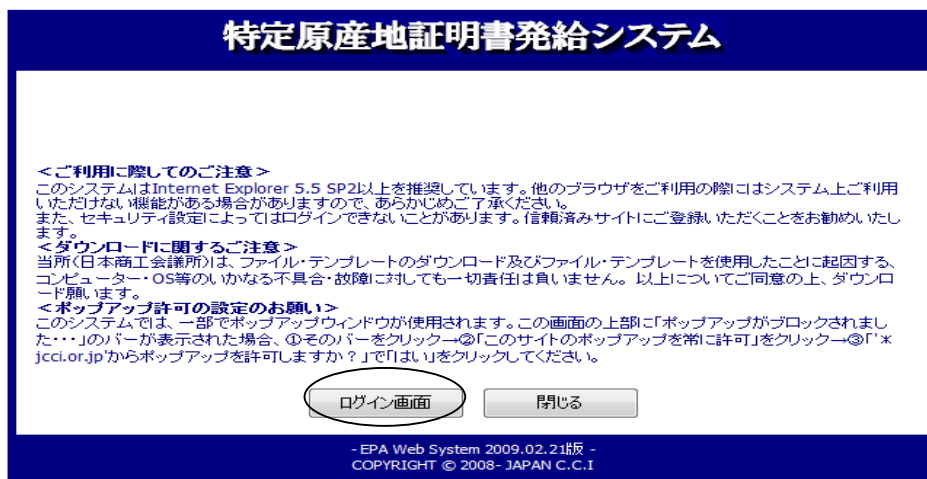 特定原産地証明書発給システム
＜ご利用に際してのご注意＞
このシステムはInternet Explorer 5.5 SP2以上を推奨しています。他のブラウザをご利用の際にはシステム上ご利用
いただけない機能がある場合がありますので、あらかじめご了承ください。
また、セキュリティ設定によってはログインできないことがあります。信頼済みサイトにご登録いただくことをお勧めいたし
ます。
＜ダウンロードに関するご注意＞
当所（日本商工会議所）は、ファイル・テンプレートのダウンロード及びファイル・テンプレートを使用したことに起因する、
コンピューター・OS等のいかなる不具合・故障に対しても一切責任は負いません。以上についてご同意の上、ダウンロ
ード願います。
＜ポップアップ許可の設定のお願い＞
このシステムでは、一部でポップアップウィンドウが使用されます。この画面の上部に「ポップアップがブロックされまし
た・・・」のバーが表示された場合、①そのバーをクリック→②「このサイトのポップアップを常に許可」をクリック→③「'＊
jcci.or.jp'からポップアップを許可しますか？」で「はい」をクリックしてください。
ログイン画面
閉じる
- EPA Web System 2009.02.21版 -
COPYRIGHT © 2008- JAPAN C.C.I